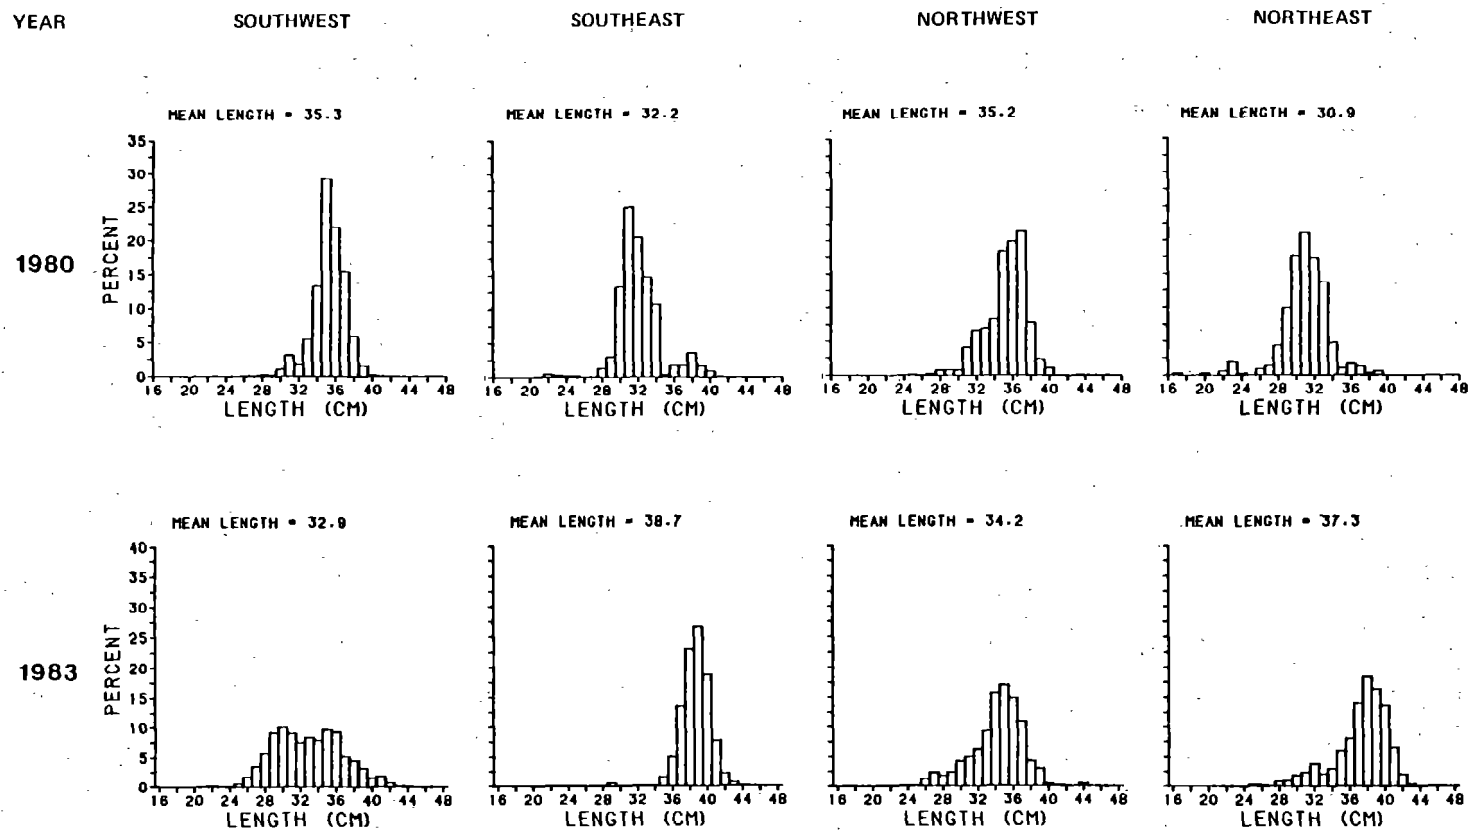 YEAR SOUTHWEST SOUTHEAST NORTHWEST NORTHEAST
MEAN LENGTH = 35.3 MEAN LENGTH = 32.2 MEAN LENGTH = 35.2 MEAN LENGTH = 30.9
1980
PERCENT
35
30
25
20
15
10
5
0
16 20 24 28 32 36 40 44 48 16 20 24 28 32 36 40 44 48 16 20 24 28 32 36 40 44 48 16 20 24 28 32 36 40 44 48
LENGTH (CM) LENGTH (CM) LENGTH (CM) LENGTH (CM)
MEAN LENGTH = 32.9 MEAN LENGTH = 38.7 MEAN LENGTH = 34.2 MEAN LENGTH = 37.3
1983
PERCENT
40
35
30
25
20
15
10
5
0
16 20 24 28 32 36 40 44 48 16 20 24 28 32 36 40 44 48 16 20 24 28 32 36 40 44 48 16 20 24 28 32 36 40 44 48
LENGTH (CM) LENGTH (CM) LENGTH (CM) LENGTH (CM)